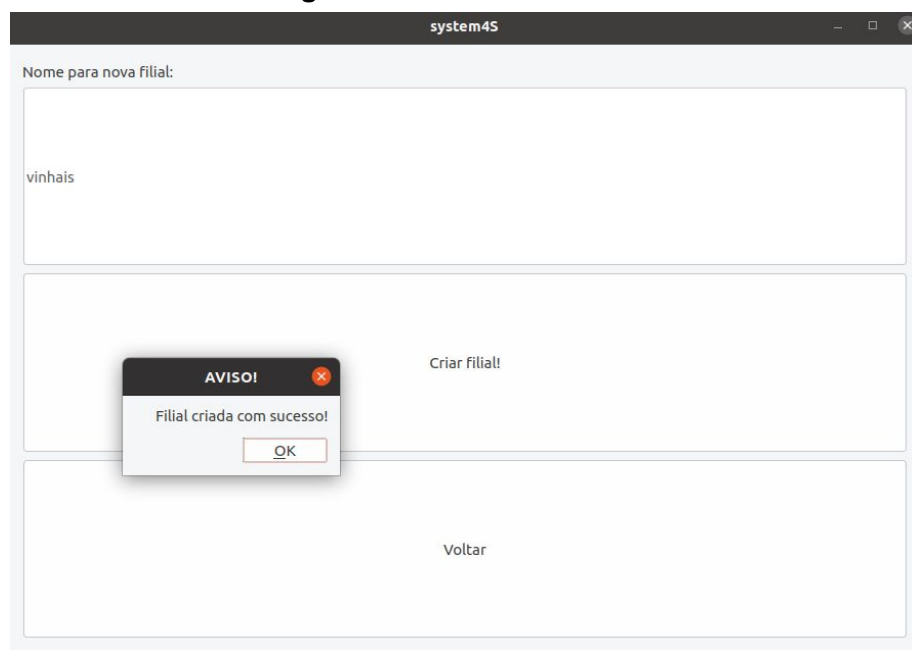 system4S
Nome para nova filial:
vinhais
Criar filial!
AVISO!
Filial criada com sucesso!
OK
Voltar